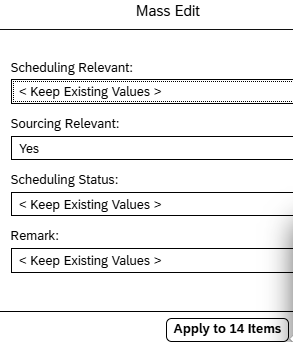 Mass Edit
Scheduling Relevant:
< Keep Existing Values >
Sourcing Relevant:
Yes
Scheduling Status:
< Keep Existing Values >
Remark:
< Keep Existing Values >
Apply to 14 Items